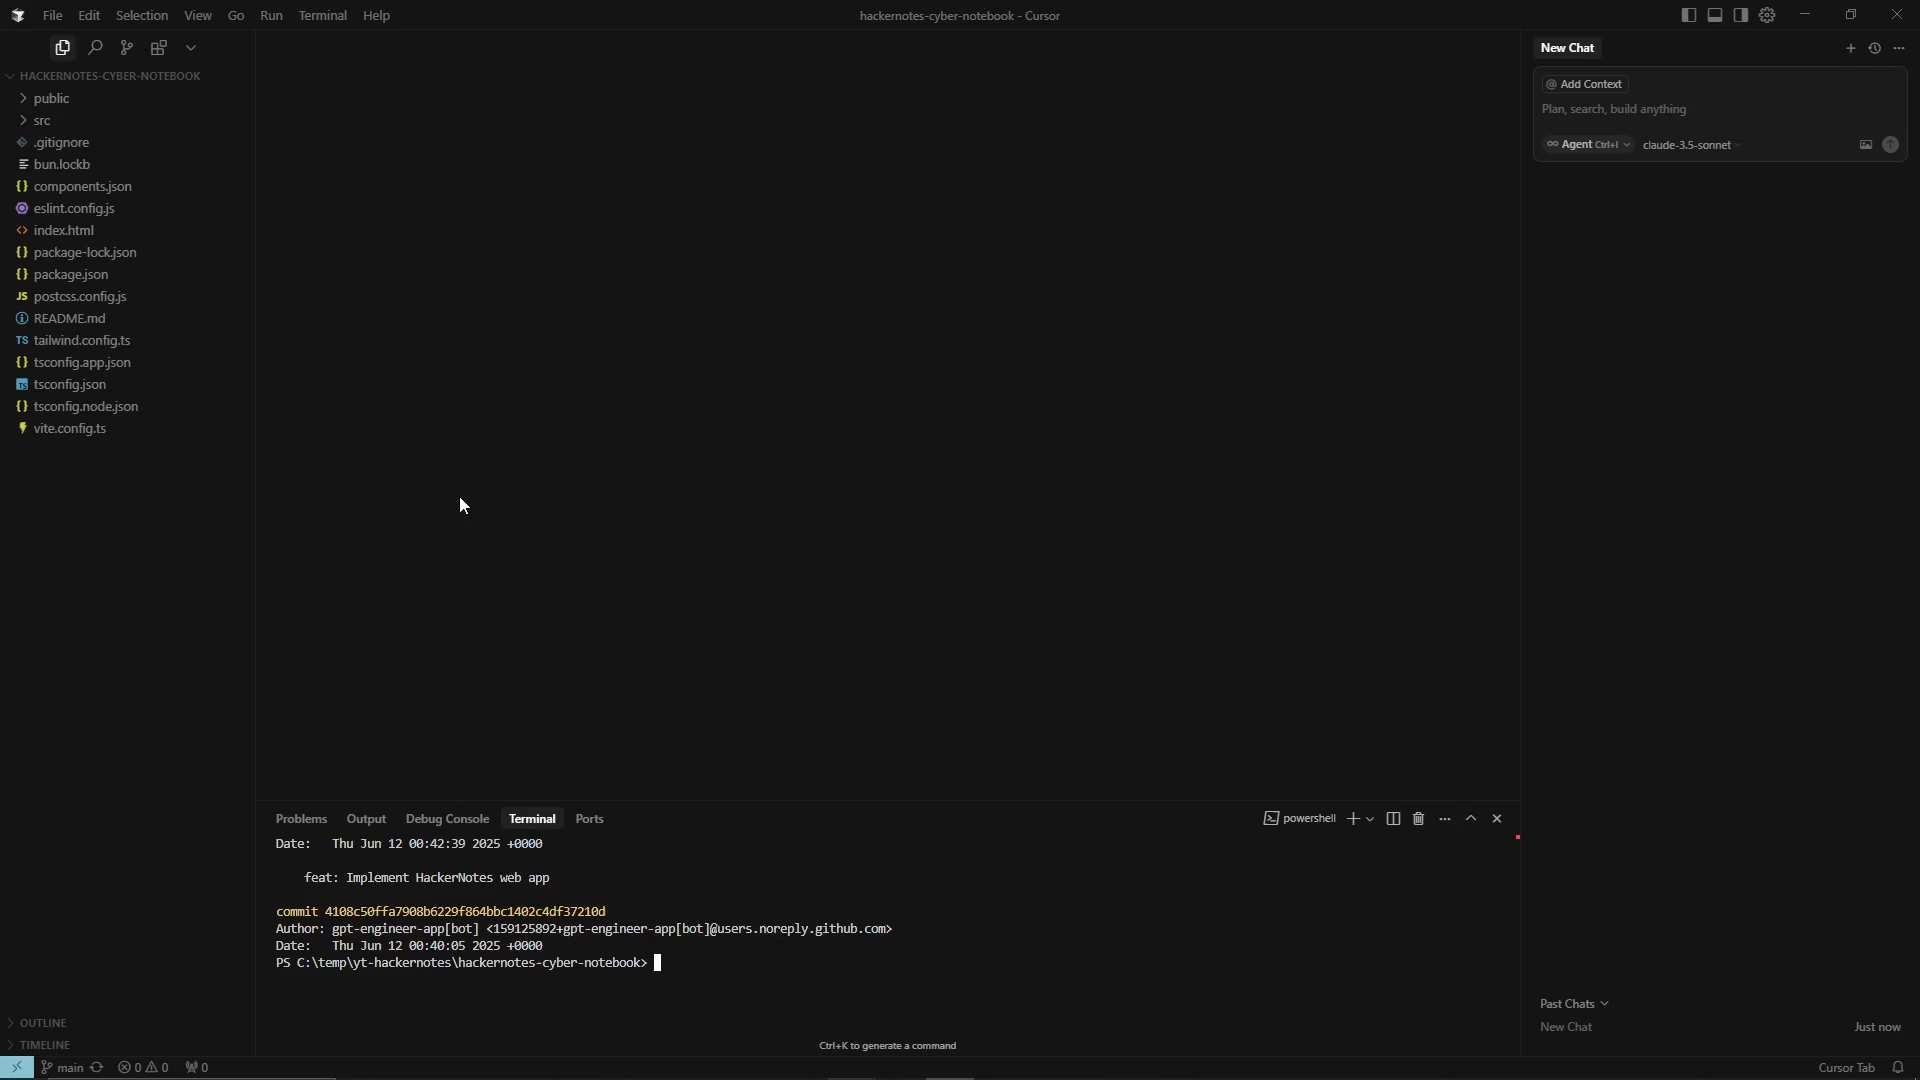 File Edit Selection View Go Run Terminal Help
hackernotes-cyber-notebook - Cursor
HACKERNOTES-CYBER-NOTEBOOK
public
src
.gitignore
bun.lockb
{} components.json
eslint.config.js
<> index.html
{} package-lock.json
{} package.json
JS postcss.config.js
README.md
TS tailwind.config.ts
{} tsconfig.app.json
TS tsconfig.json
{} tsconfig.node.json
vite.config.ts
OUTLINE
TIMELINE
Problems Output Debug Console Terminal Ports
powershell
Date:   Thu Jun 12 00:42:39 2025 +0000
feat: Implement HackerNotes web app
commit 4108c50ffa7908b6229f864bbc1402c4df37210d
Author: gpt-engineer-app[bot] <159125892+gpt-engineer-app[bot]@users.noreply.github.com>
Date:   Thu Jun 12 00:40:05 2025 +0000
PS C:\temp\yt-hackernotes\hackernotes-cyber-notebook>
Ctrl+K to generate a command
New Chat
@ Add Context
Plan, search, build anything
∞ Agent Ctrl+I claude-3.5-sonnet
Past Chats
New Chat Just now
main 0 0 0
Cursor Tab